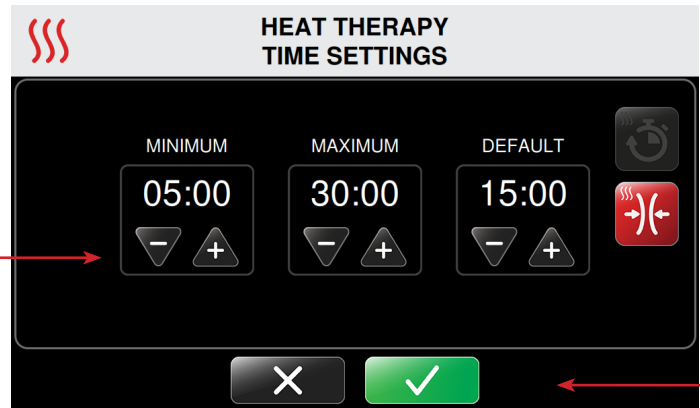 HEAT THERAPY
TIME SETTINGS
MINIMUM MAXIMUM DEFAULT
05:00 30:00 15:00
− + − + − +